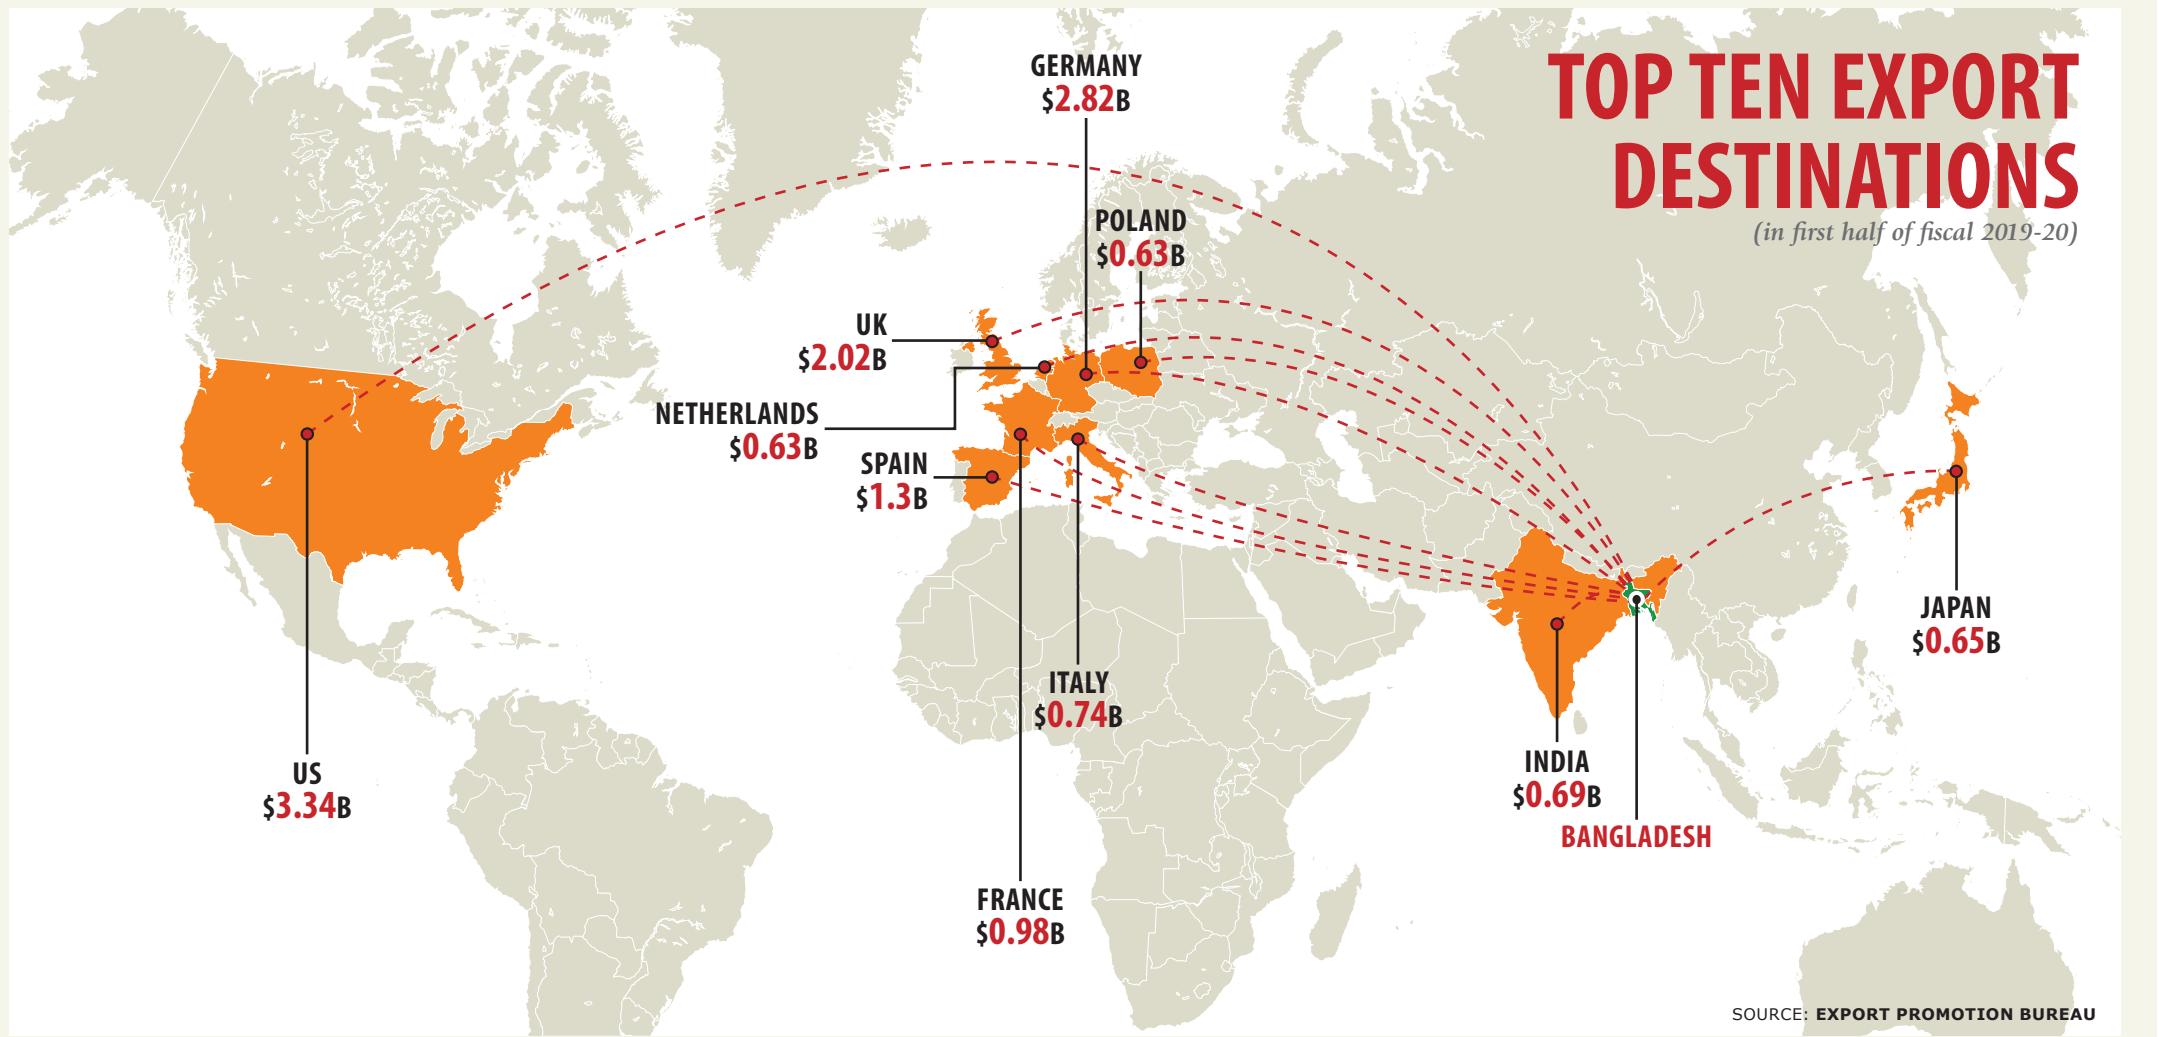 TOP TEN EXPORT
DESTINATIONS
(in first half of fiscal 2019-20)
GERMANY
$2.82B
POLAND
$0.63B
UK
$2.02B
NETHERLANDS
$0.63B
SPAIN
$1.3B
US
$3.34B
ITALY
$0.74B
FRANCE
$0.98B
JAPAN
$0.65B
INDIA
$0.69B
BANGLADESH
SOURCE: EXPORT PROMOTION BUREAU